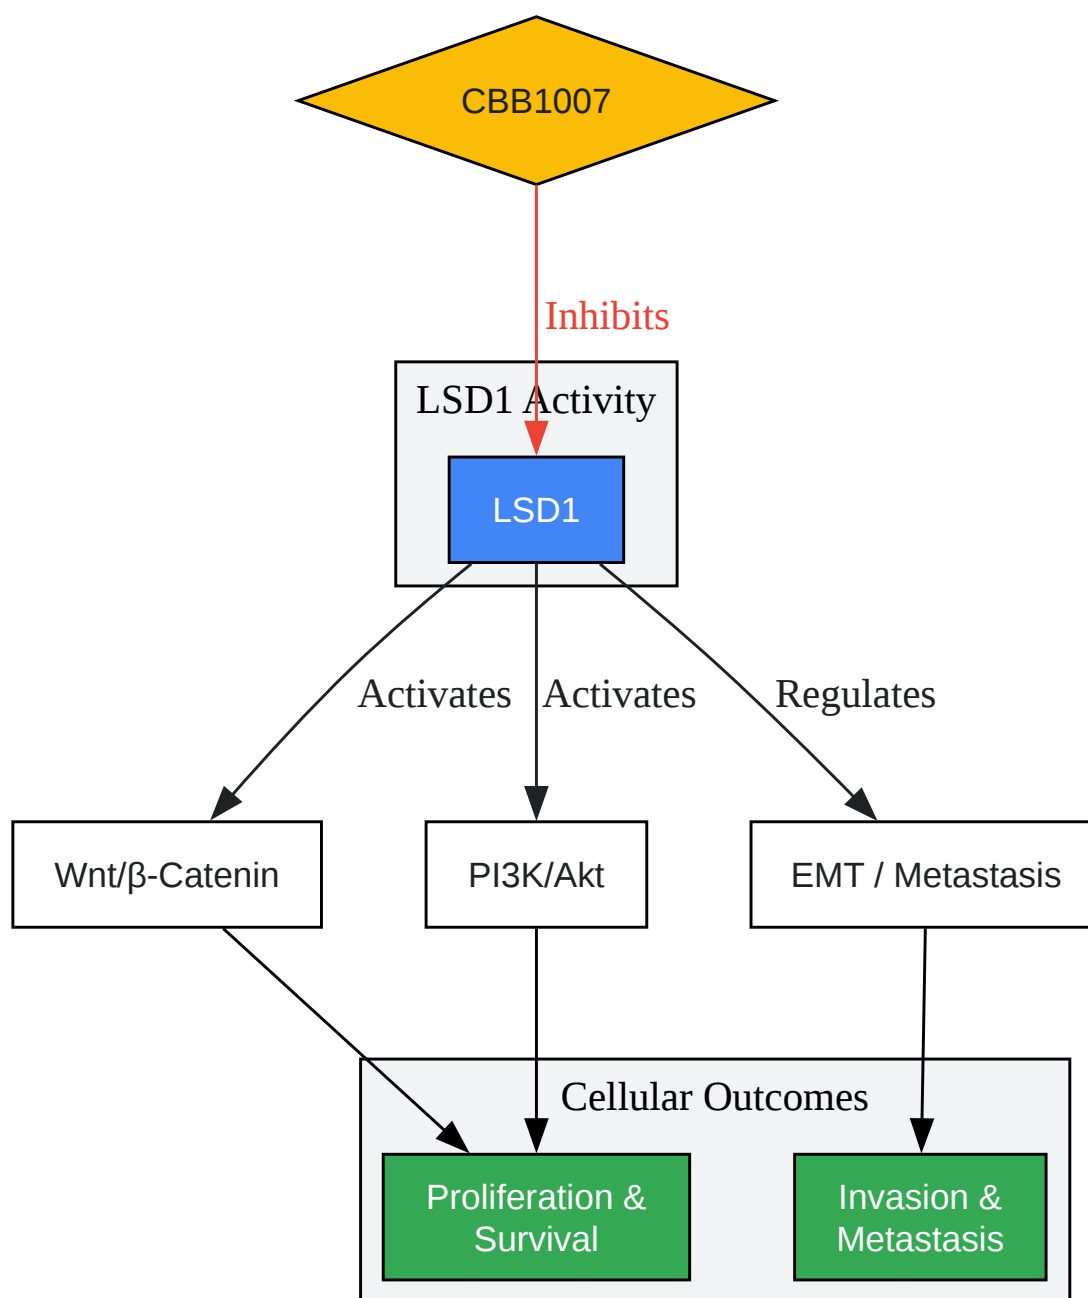 CBB1007
Inhibits
LSD1 Activity
LSD1
Activates
Activates
Regulates
Wnt/β-Catenin
PI3K/Akt
EMT / Metastasis
Cellular Outcomes
Proliferation &
Survival
Invasion &
Metastasis